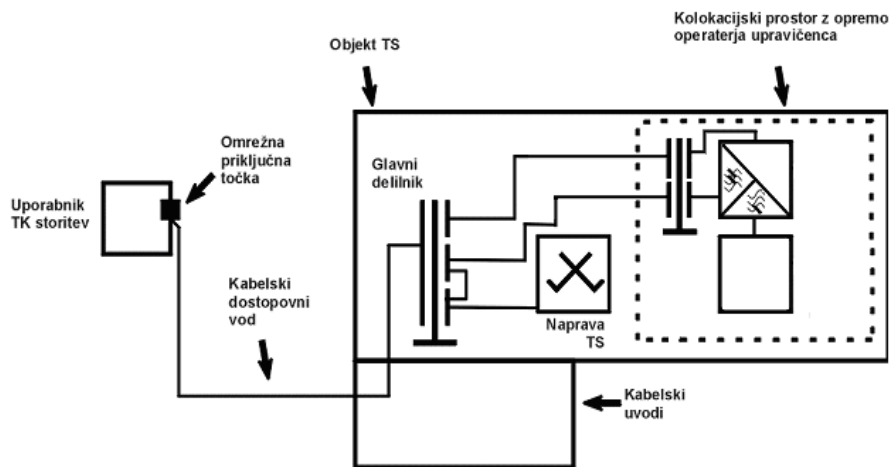 Kolokacijski prostor z opremo
operaterja upravičenca
Objekt TS
Omrežna
priključna
točka
Glavni
delilnik
Uporabnik
TK storitev
Kabelski
dostopovni
vod
Naprava
TS
Kabelski
uvodi